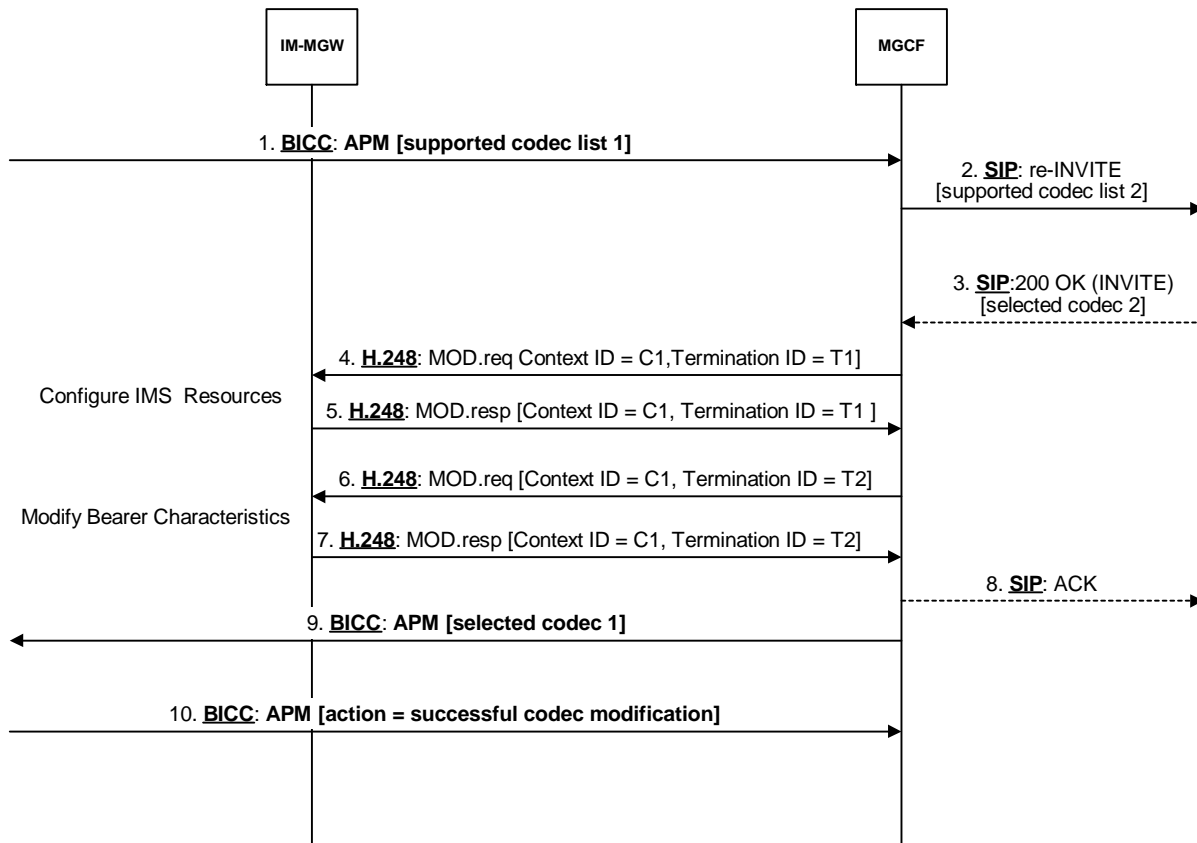 IM-MGW
MGCF
1. BICC: APM [supported codec list 1]
2. SIP: re-INVITE
[supported codec list 2]
3. SIP:200 OK (INVITE)
[selected codec 2]
4. H.248: MOD.req Context ID = C1,Termination ID = T1]
Configure IMS  Resources
5. H.248: MOD.resp [Context ID = C1, Termination ID = T1 ]
6. H.248: MOD.req [Context ID = C1, Termination ID = T2]
Modify Bearer Characteristics
7. H.248: MOD.resp [Context ID = C1, Termination ID = T2]
8. SIP: ACK
9. BICC: APM [selected codec 1]
10. BICC: APM [action = successful codec modification]